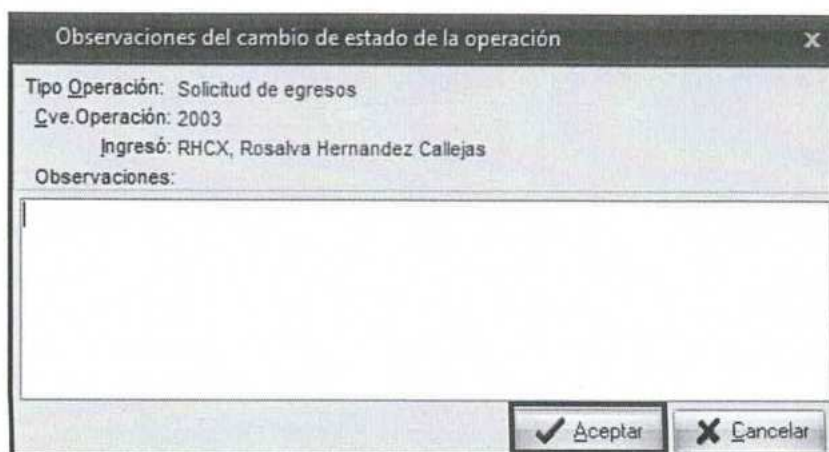 Observaciones del cambio de estado de la operación X
Tipo Operación: Solicitud de egresos
Cve.Operación: 2003
Ingresó: RHCX, Rosalva Hernandez Callejas
Observaciones:
Aceptar Cancelar